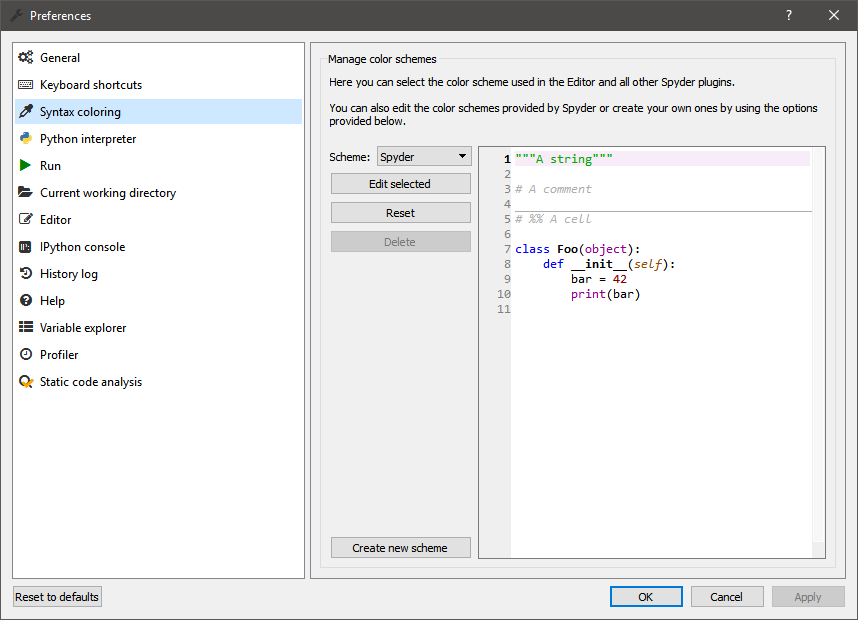 Preferences
?
General
Keyboard shortcuts
Syntax coloring
Python interpreter
Run
Current working directory
Editor
IPython console
History log
Help
Variable explorer
Profiler
Static code analysis
Manage color schemes
Here you can select the color scheme used in the Editor and all other Spyder plugins.
You can also edit the color schemes provided by Spyder or create your own ones by using the options
provided below.
Scheme: Spyder
Edit selected
Reset
Delete
Create new scheme
1 """A string"""
2
3 # A comment
4
5 # %% A cell
6
7 class Foo(object):
8     def __init__(self):
9         bar = 42
10         print(bar)
11
Reset to defaults
OK
Cancel
Apply